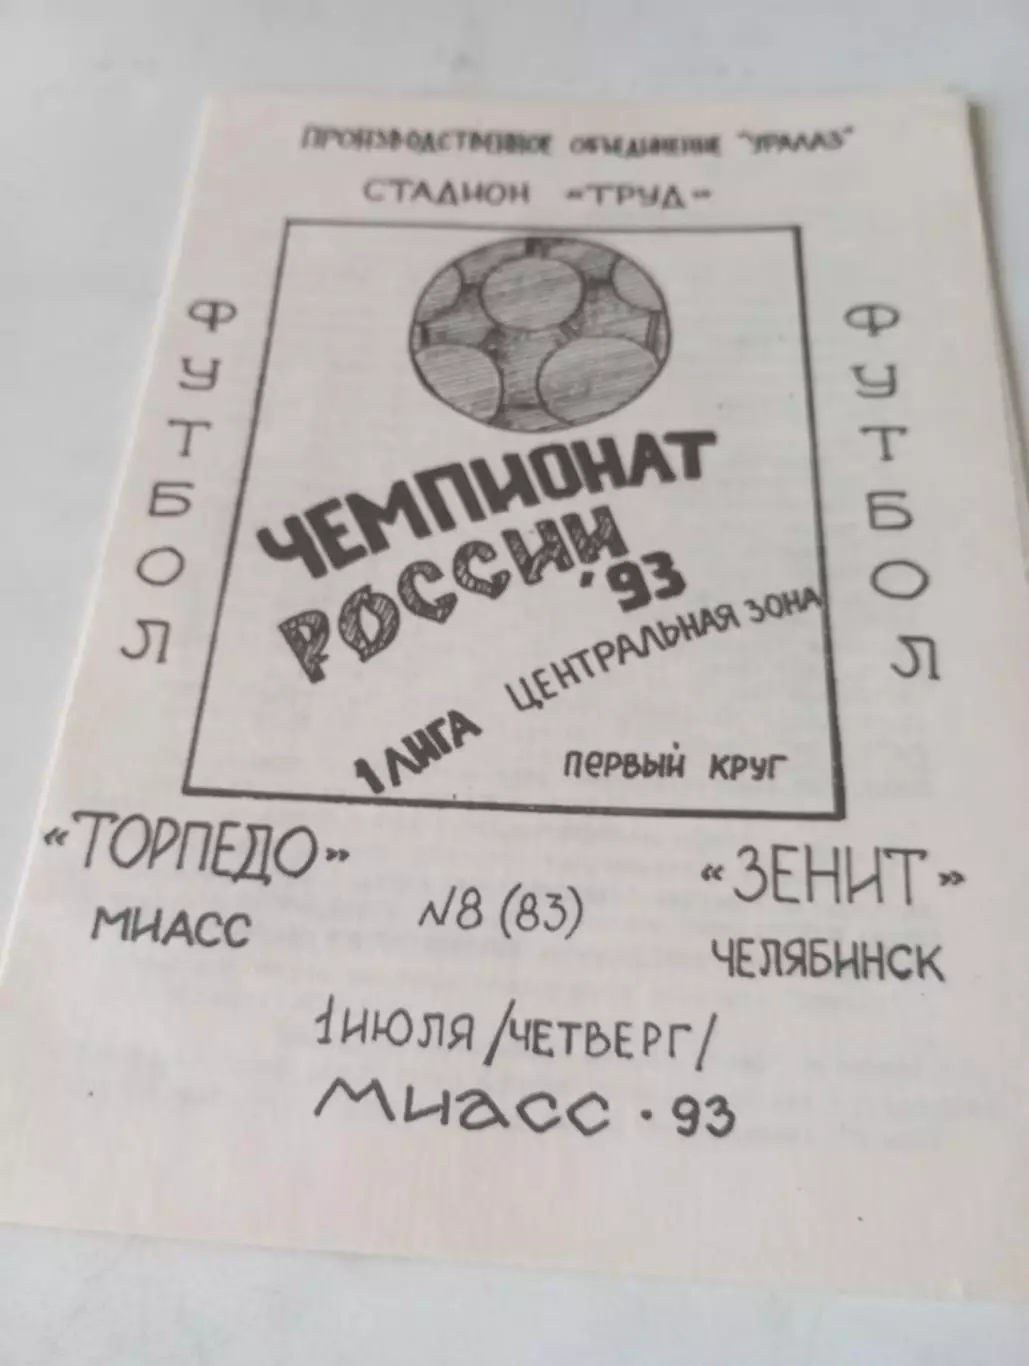 ПРОИЗВОДСТВЕННОЕ ОБЪЕДИНЕНИЕ "УРАЛАЗ"
СТАДИОН «ТРУД»
ФУТБОЛ
ЧЕМПИОНАТ
РОССИИ
'93
ЦЕНТРАЛЬНАЯ ЗОНА
1 ЛИГА
ПЕРВЫЙ КРУГ
ФУТБОЛ
«ТОРПЕДО»
МИАСС
N8 (83)
«ЗЕНИТ»
ЧЕЛЯБИНСК
1 ИЮЛЯ /ЧЕТВЕРГ/
МИАСС · 93